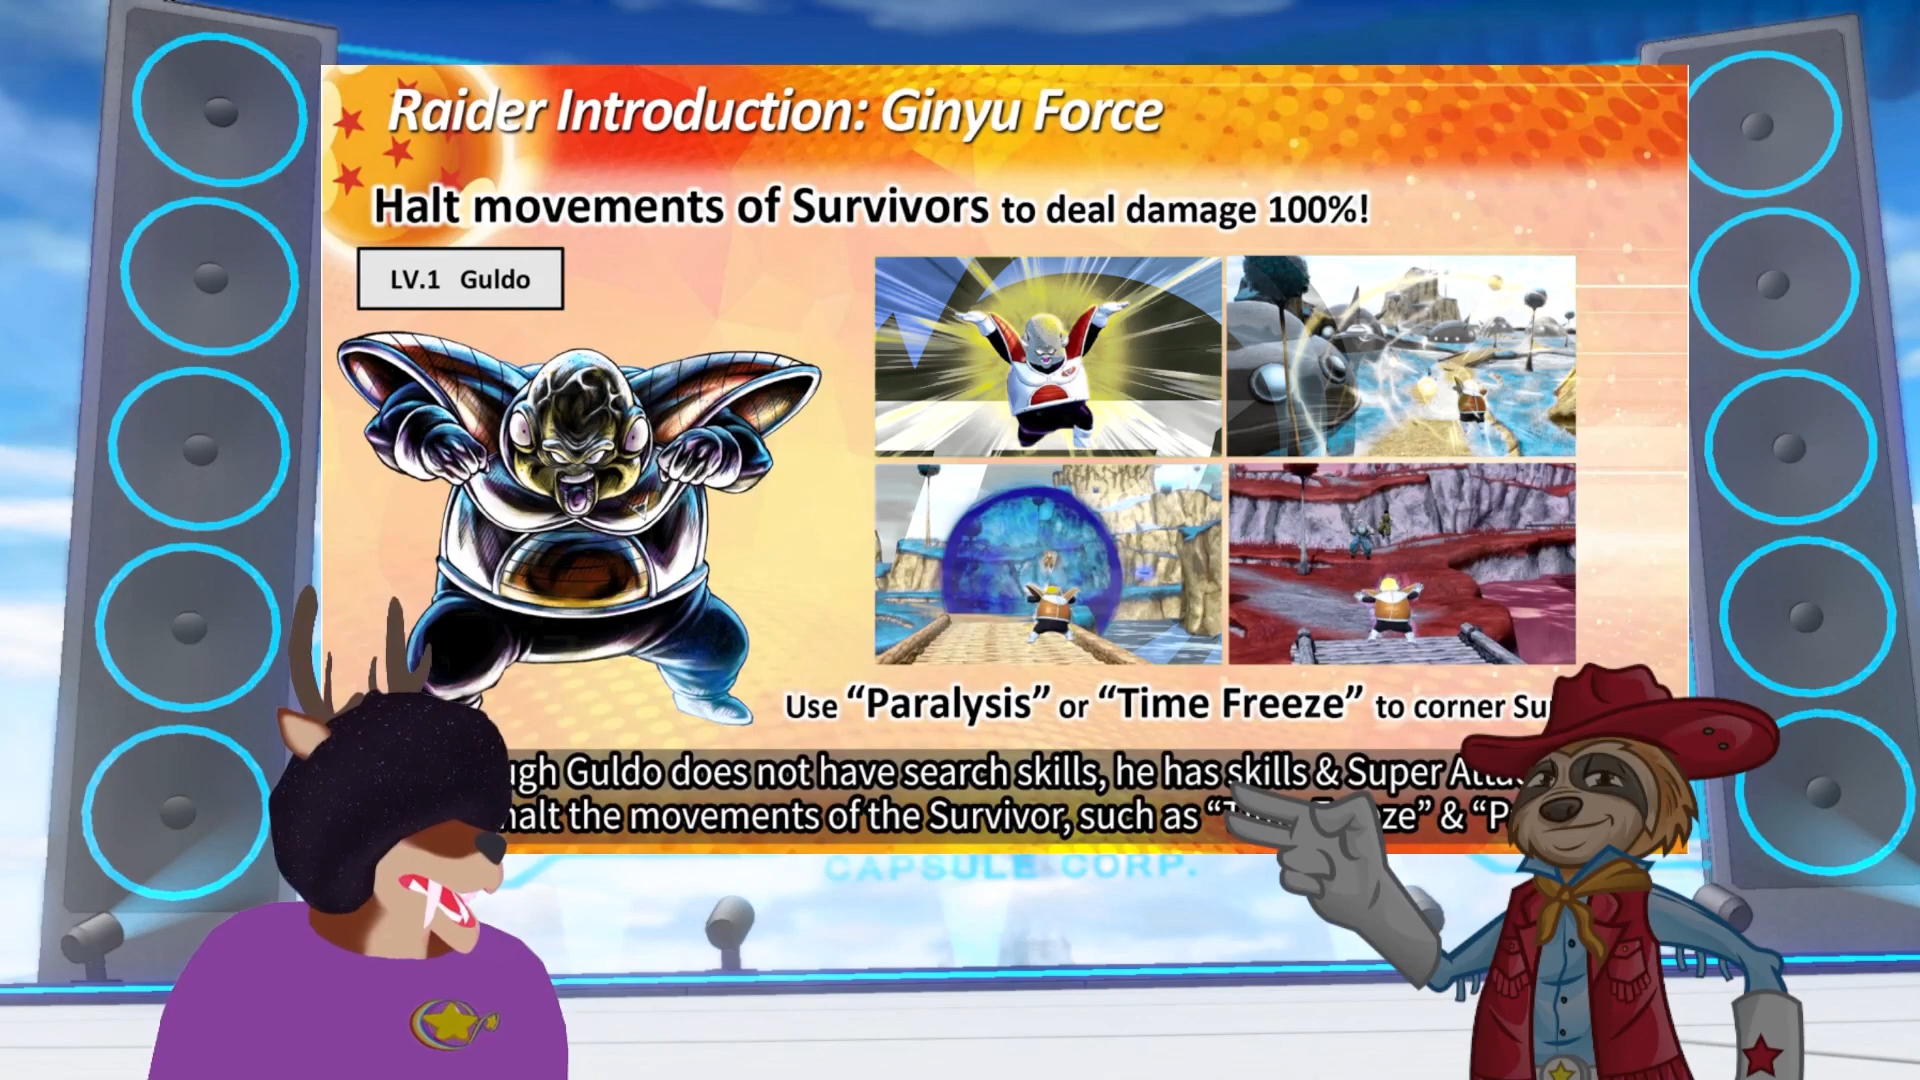 Raider Introduction: Ginyu Force
Halt movements of Survivors to deal damage 100%!
LV.1 Guldo
Use “Paralysis” or “Time Freeze” to corner
Guldo does not have search skills, he has skills & Super
halt the movements of the Survivor, such as “
CAPSULE CORP.